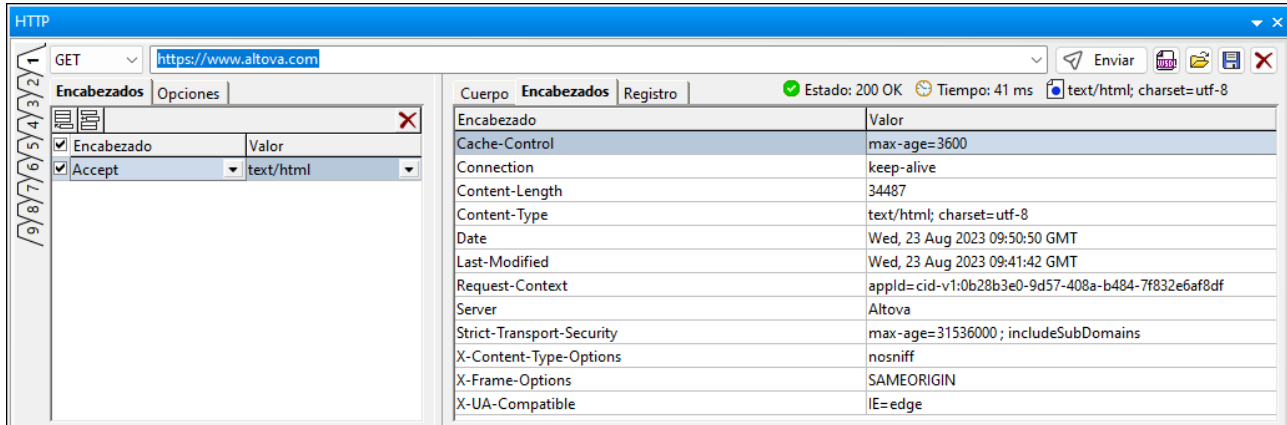 HTTP
GET https://www.altova.com Enviar WSDL
1 2 3 4 5 6 7 8 9
Encabezados Opciones
Encabezado Valor
Accept text/html
Cuerpo Encabezados Registro Estado: 200 OK Tiempo: 41 ms text/html; charset=utf-8
Encabezado Valor
Cache-Control max-age=3600
Connection keep-alive
Content-Length 34487
Content-Type text/html; charset=utf-8
Date Wed, 23 Aug 2023 09:50:50 GMT
Last-Modified Wed, 23 Aug 2023 09:41:42 GMT
Request-Context appId=cid-v1:0b28b3e0-9d57-408a-b484-7f832e6af8df
Server Altova
Strict-Transport-Security max-age=31536000 ; includeSubDomains
X-Content-Type-Options nosniff
X-Frame-Options SAMEORIGIN
X-UA-Compatible IE=edge